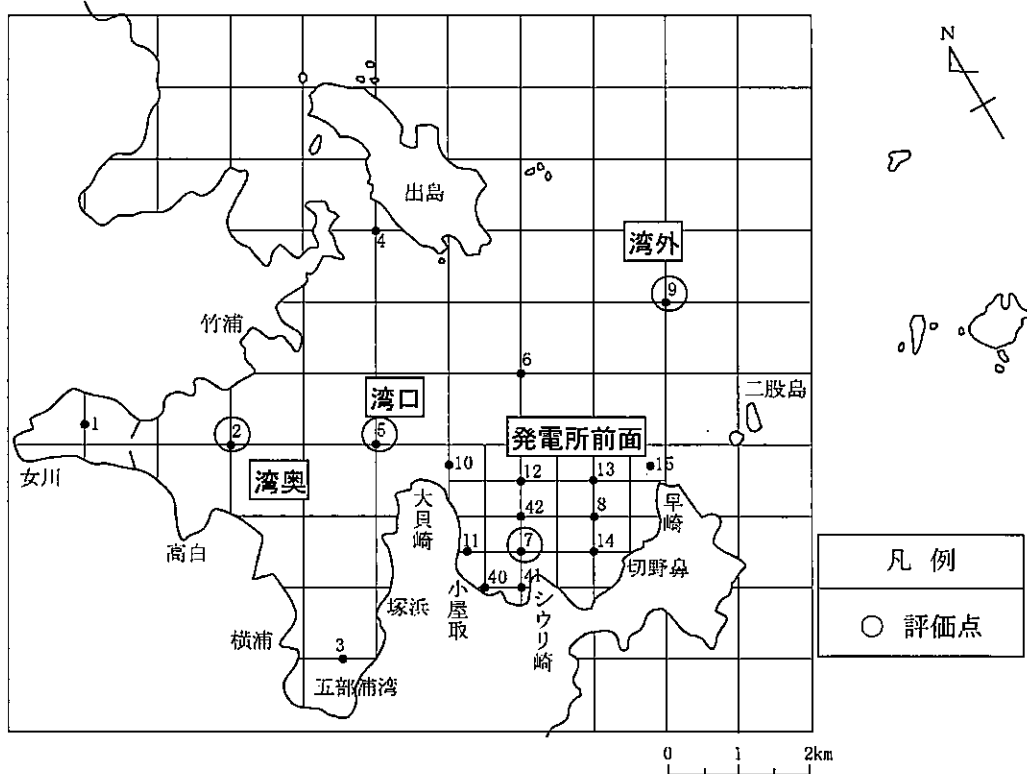 N
出島
4
湾外
9
竹浦
6
二股島
湾口
1
2
5
発電所前面
女川
湾奥
10
12
13
15
大貝崎
42
8
早崎
高白
11
7
14
切野鼻
凡 例
小屋取
40
41
シウリ崎
塚浜
○ 評価点
横浦
3
五部浦湾
0 1 2km